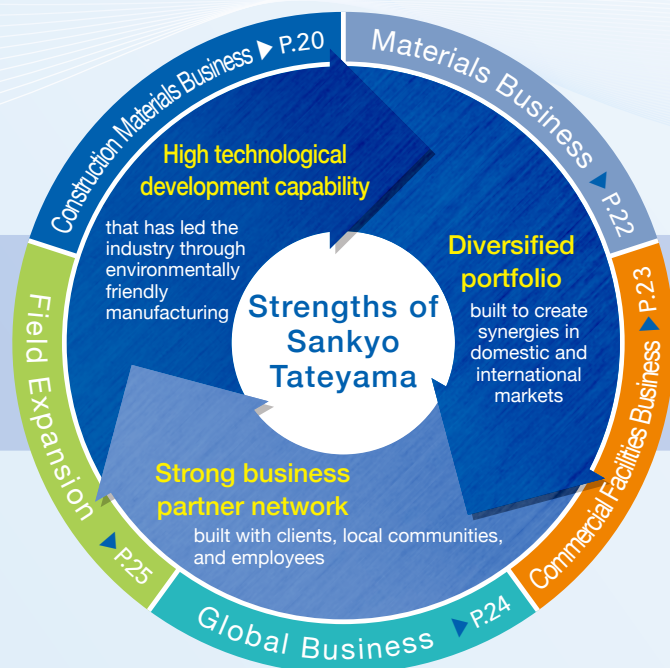 Construction Materials Business ▶ P.20
Materials Business ▶ P.22
Commercial Facilities Business ▶ P.23
Global Business ▶ P.24
Field Expansion ▶ P.25
High technological
development capability
that has led the
industry through
environmentally
friendly
manufacturing
Diversified
portfolio
built to create
synergies in
domestic and
international
markets
Strengths of
Sankyo
Tateyama
Strong business
partner network
built with clients, local communities,
and employees